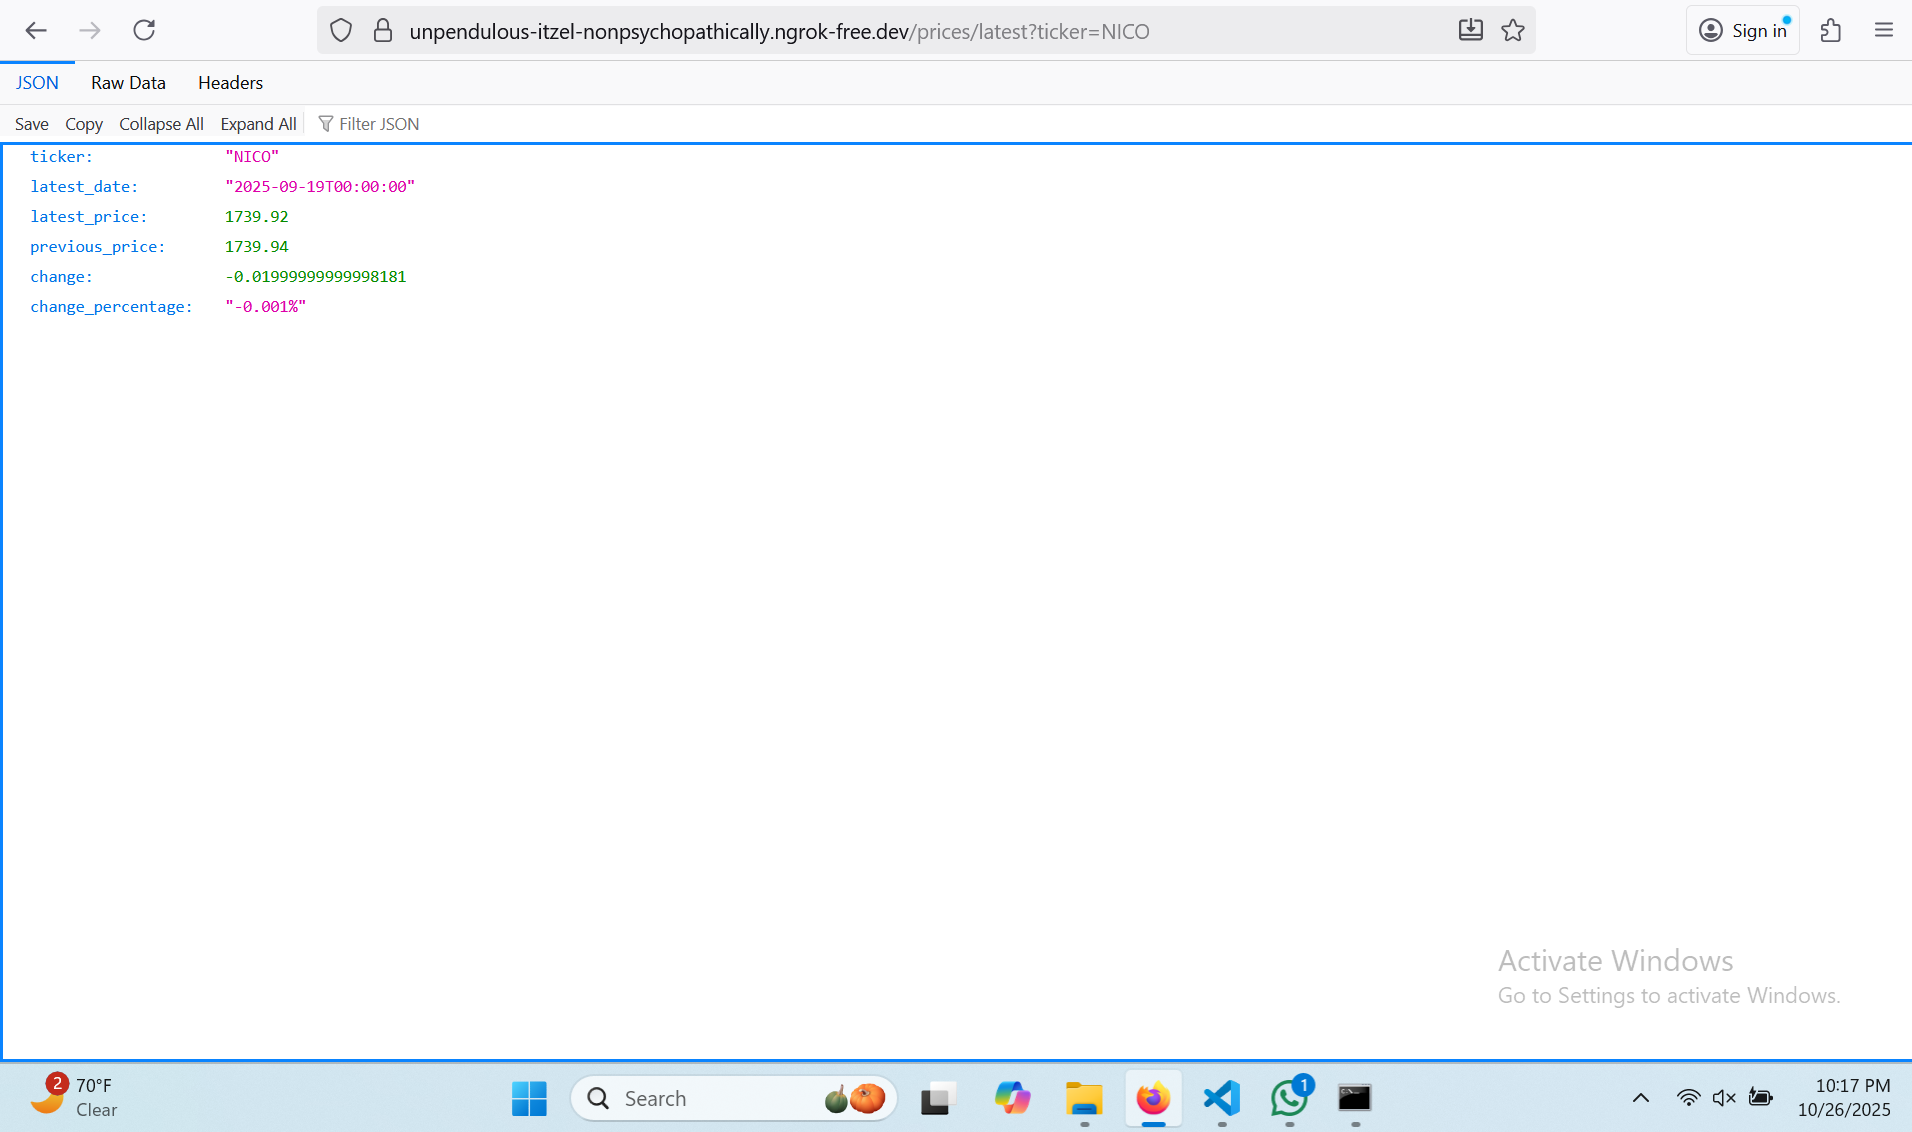 unpendulous-itzel-nonpsychopathically.ngrok-free.dev/prices/latest?ticker=NICO
Sign in
JSON Raw Data Headers
Save Copy Collapse All Expand All Filter JSON
ticker: "NICO"
latest_date: "2025-09-19T00:00:00"
latest_price: 1739.92
previous_price: 1739.94
change: -0.01999999999998181
change_percentage: "-0.001%"
Activate Windows
Go to Settings to activate Windows.
2
70°F
Clear
Search
1
10:17 PM
10/26/2025